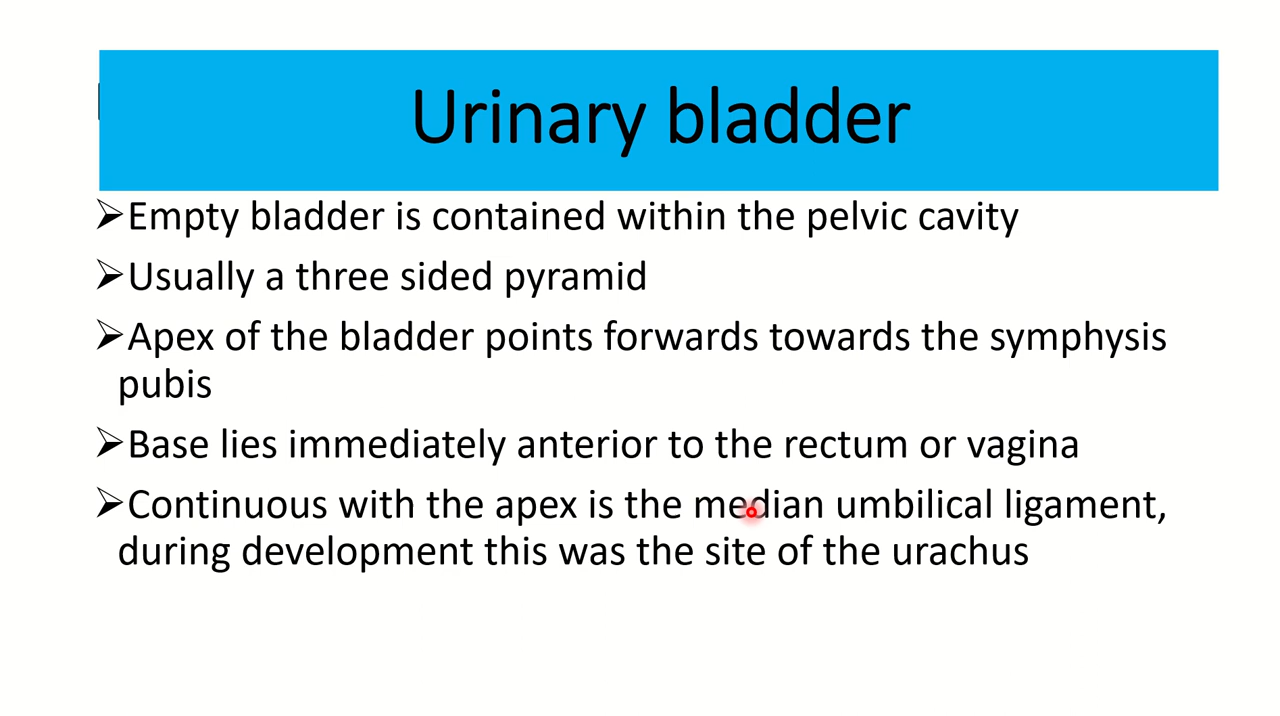 Urinary bladder
➢Empty bladder is contained within the pelvic cavity
➢Usually a three sided pyramid
➢Apex of the bladder points forwards towards the symphysis
pubis
➢Base lies immediately anterior to the rectum or vagina
➢Continuous with the apex is the median umbilical ligament,
during development this was the site of the urachus